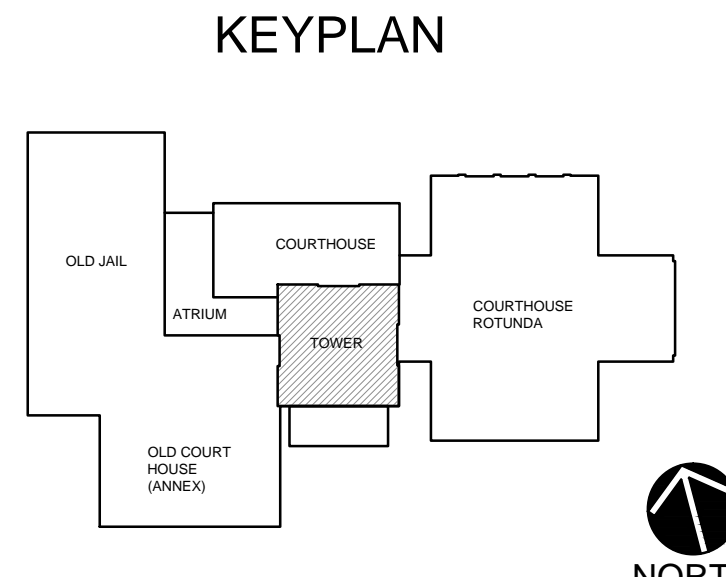 KEYPLAN
COURTHOUSE
OLD JAIL
COURTHOUSE
ROTUNDA
ATRIUM
TOWER
OLD COURT
HOUSE
(ANNEX)